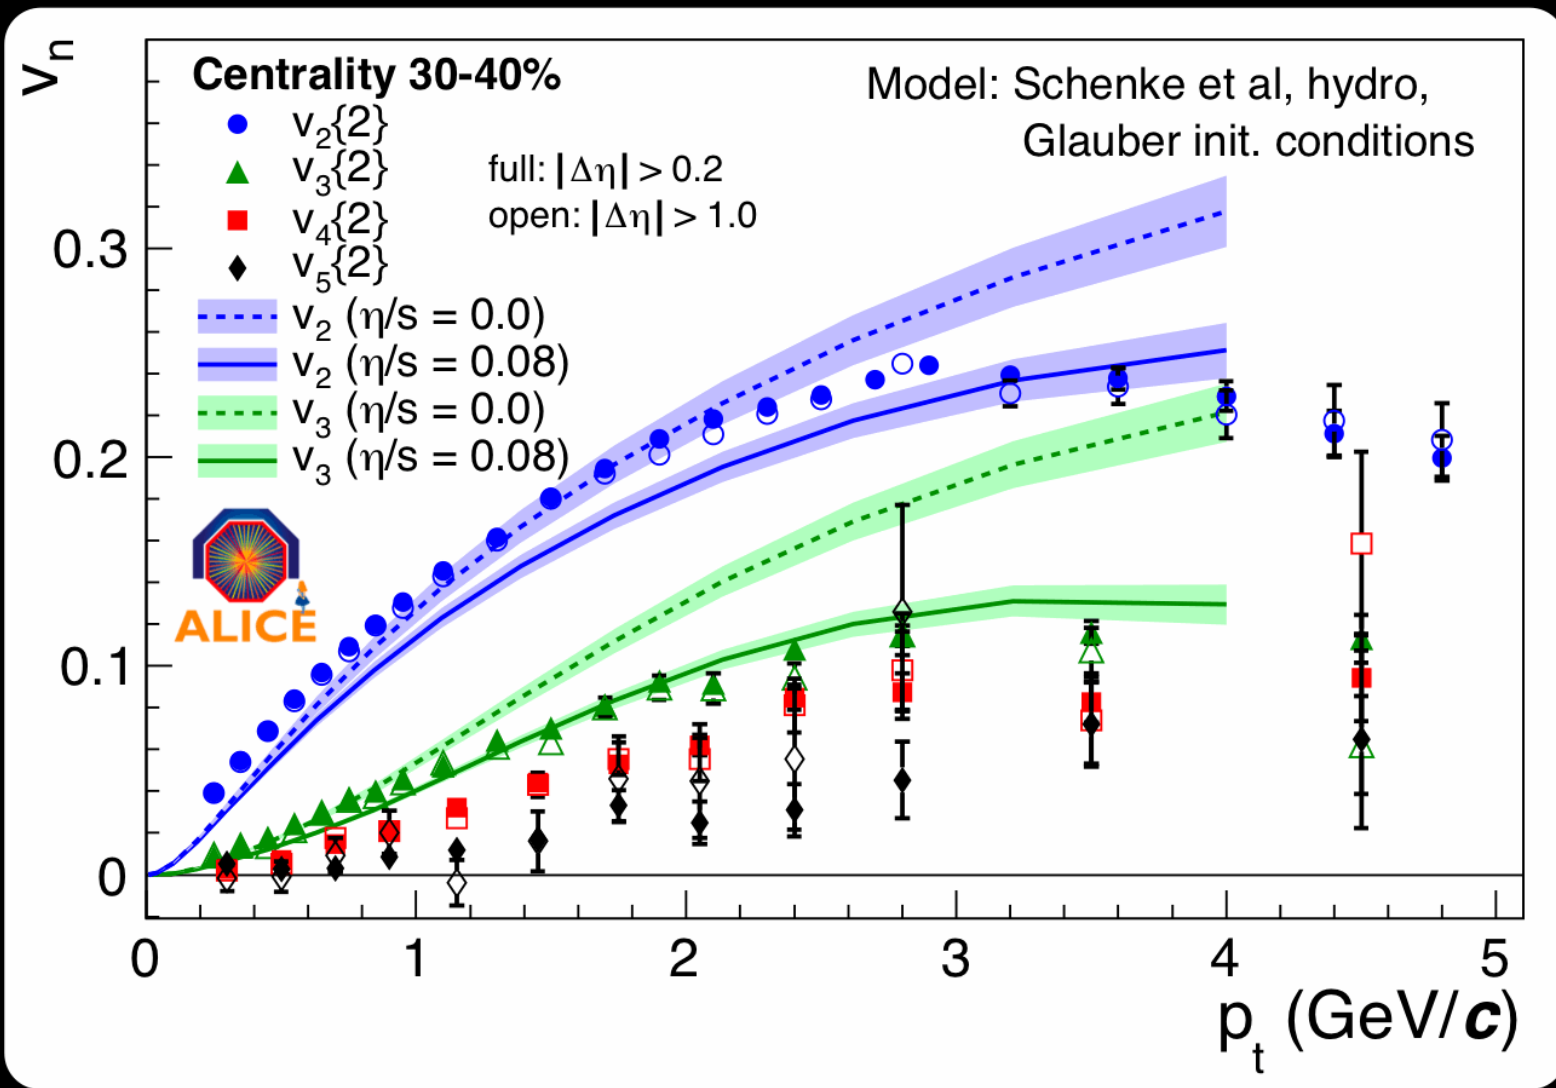 vn
Centrality 30-40%
v2{2}
v3{2}
v4{2}
v5{2}
full: |Δη| > 0.2
open: |Δη| > 1.0
v2 (η/s = 0.0)
v2 (η/s = 0.08)
v3 (η/s = 0.0)
v3 (η/s = 0.08)
Model: Schenke et al, hydro,
Glauber init. conditions
ALICE
0.3
0.2
0.1
0
0 1 2 3 4 5
pt (GeV/c)